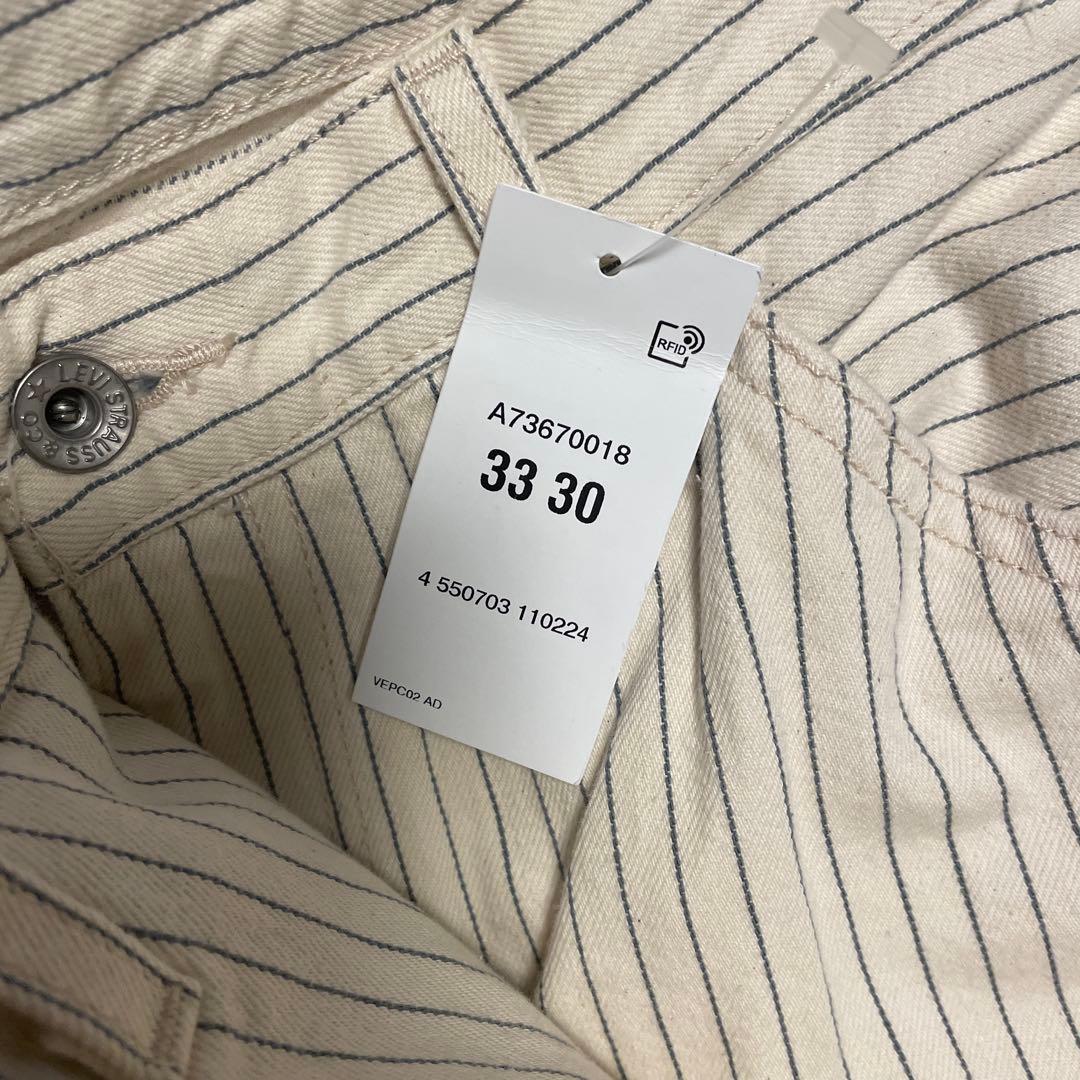 RFID
A73670018
33 30
4 550703 110224
VEPC02 AD
LEVI STRAUSS & CO.